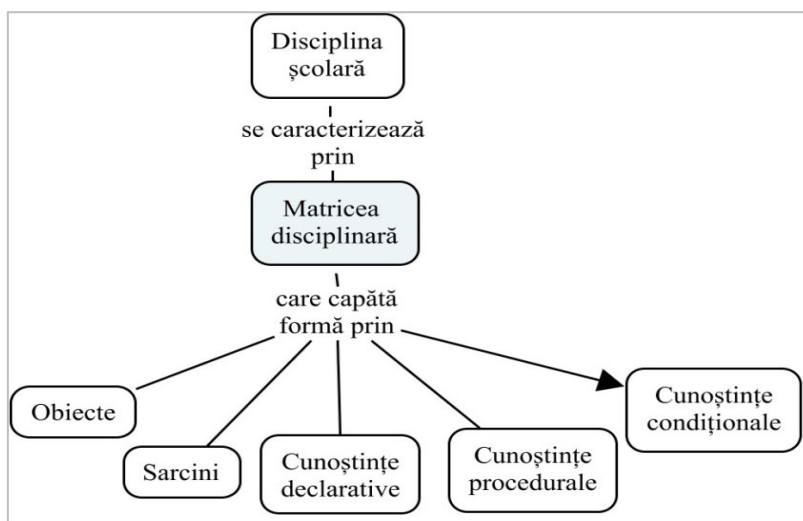 Disciplina
școlară
se caracterizează
prin
Matricea
disciplinară
care capătă
formă prin
Obiecte
Sarcini
Cunoștințe
declarative
Cunoștințe
procedurale
Cunoștințe
condiționale